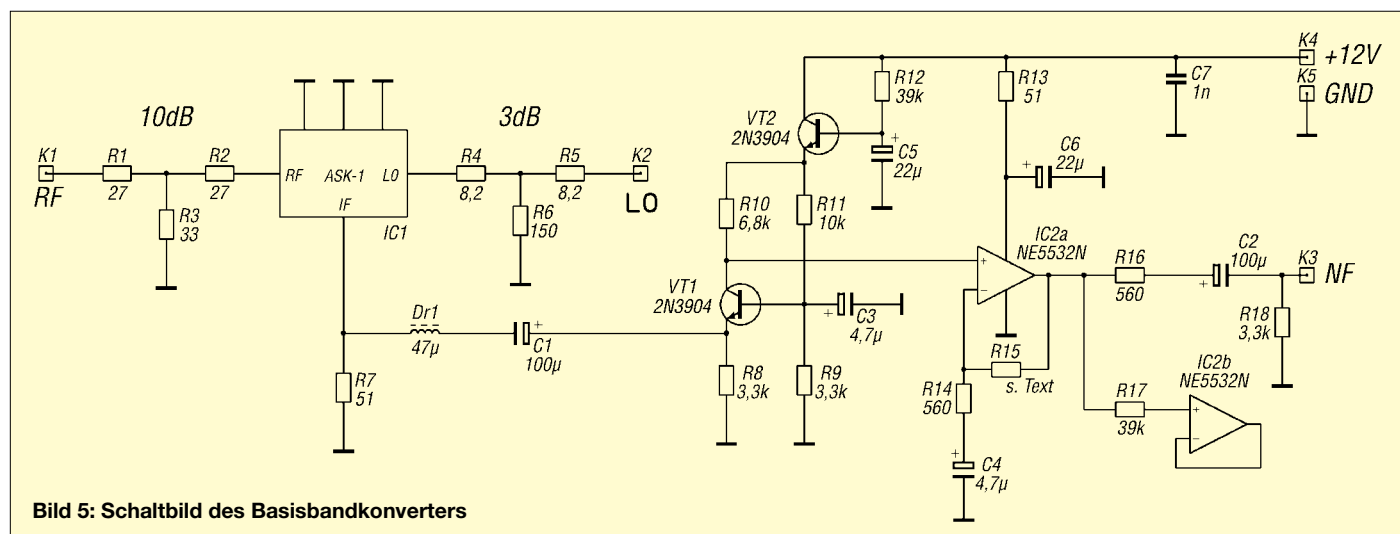 10dB
3dB
K1
RF
R1
27
R2
27
R3
33
RF
ASK-1
LO
IF
IC1
R4
8,2
R5
8,2
R6
150
K2
LO
R7
51
Dr1
47µ
+
C1
100µ
VT2
2N3904
R12
39k
+
C5
22µ
R10
6,8k
R11
10k
VT1
2N3904
+
C3
4,7µ
R8
3,3k
R9
3,3k
R13
51
+
C6
22µ
C7
1n
K4
+12V
K5
GND
IC2a
NE5532N
+
−
R15
s. Text
R14
560
+
C4
4,7µ
R16
560
C2
100µ
+
K3
NF
R18
3,3k
R17
39k
IC2b
NE5532N
+
−
Bild 5: Schaltbild des Basisbandkonverters